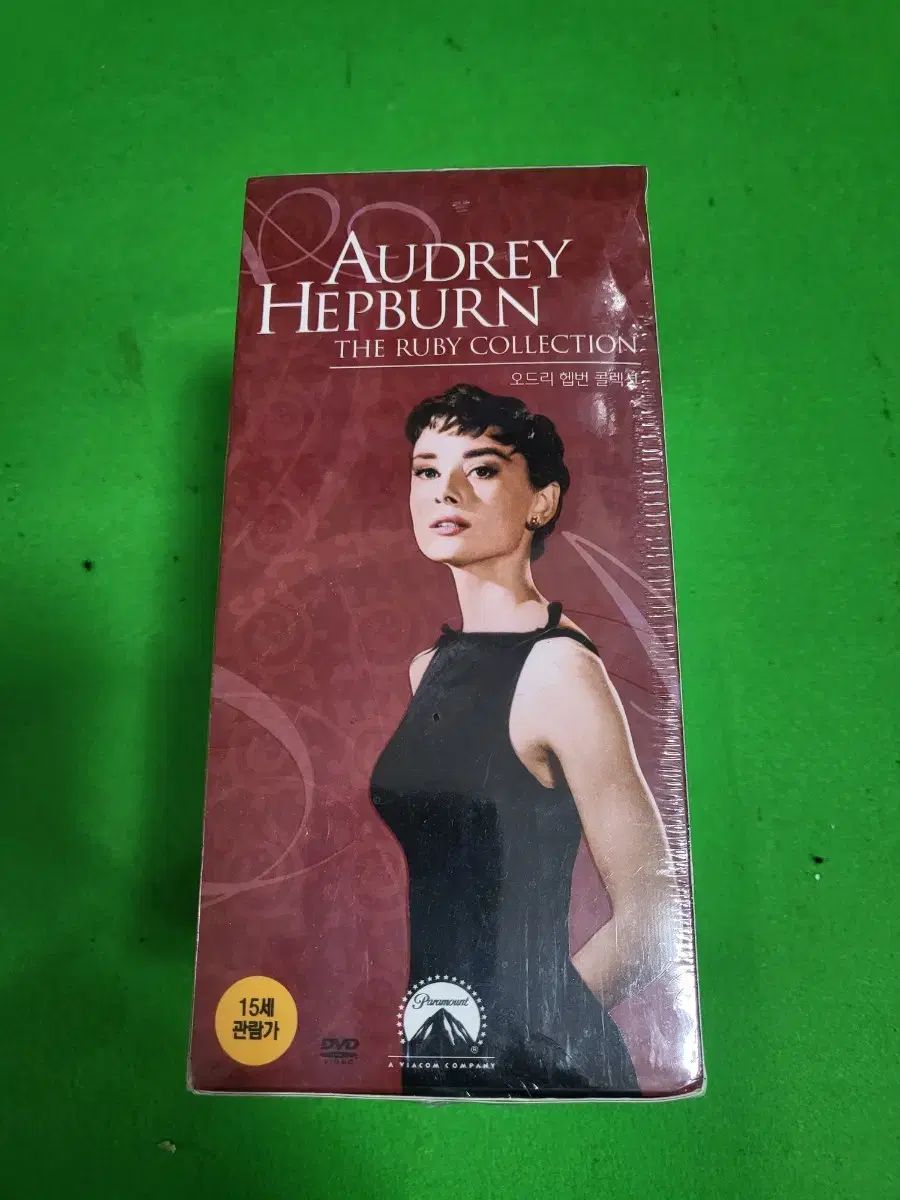 AUDREY
HEPBURN
THE RUBY COLLECTION
오드리 헵번 콜렉션
15세
관람가
DVD
VIDEO
Paramount
®
A VIACOM COMPANY